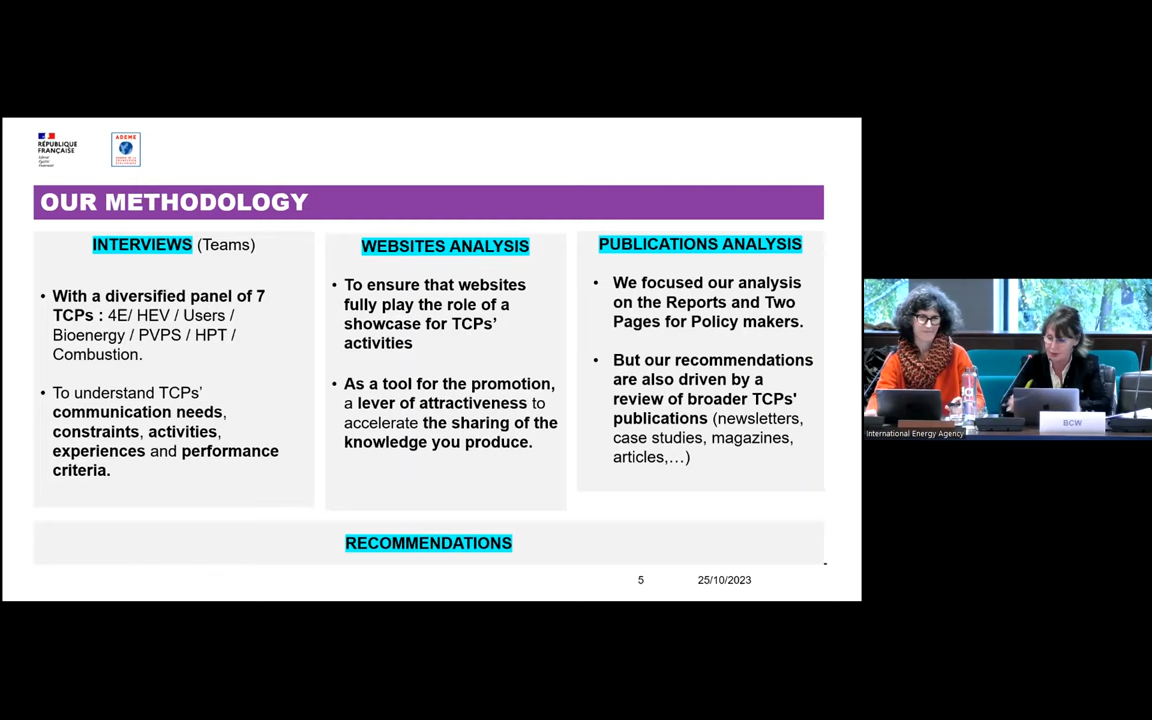 RÉPUBLIQUE
FRANÇAISE
Liberté
Égalité
Fraternité
ADEME
OUR METHODOLOGY
INTERVIEWS (Teams)
• With a diversified panel of 7
TCPs : 4E/ HEV / Users /
Bioenergy / PVPS / HPT /
Combustion.
• To understand TCPs’
communication needs,
constraints, activities,
experiences and performance
criteria.
WEBSITES ANALYSIS
• To ensure that websites
fully play the role of a
showcase for TCPs’
activities
• As a tool for the promotion,
a lever of attractiveness to
accelerate the sharing of the
knowledge you produce.
PUBLICATIONS ANALYSIS
• We focused our analysis
on the Reports and Two
Pages for Policy makers.
• But our recommendations
are also driven by a
review of broader TCPs'
publications (newsletters,
case studies, magazines,
articles,…)
RECOMMENDATIONS
5 25/10/2023
BCW
International Energy Agency